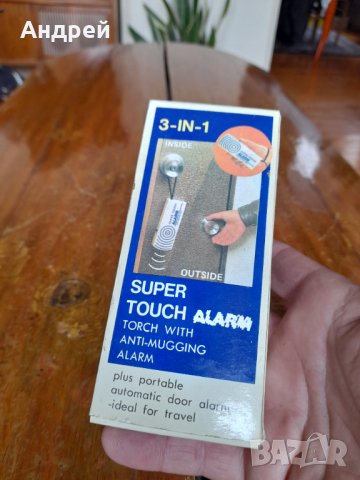 Андрей
3-IN-1
INSIDE
OUTSIDE
SUPER
TOUCH ALARM
TORCH WITH
ANTI-MUGGING
ALARM
plus portable
automatic door alarm
-ideal for travel
BAZAR